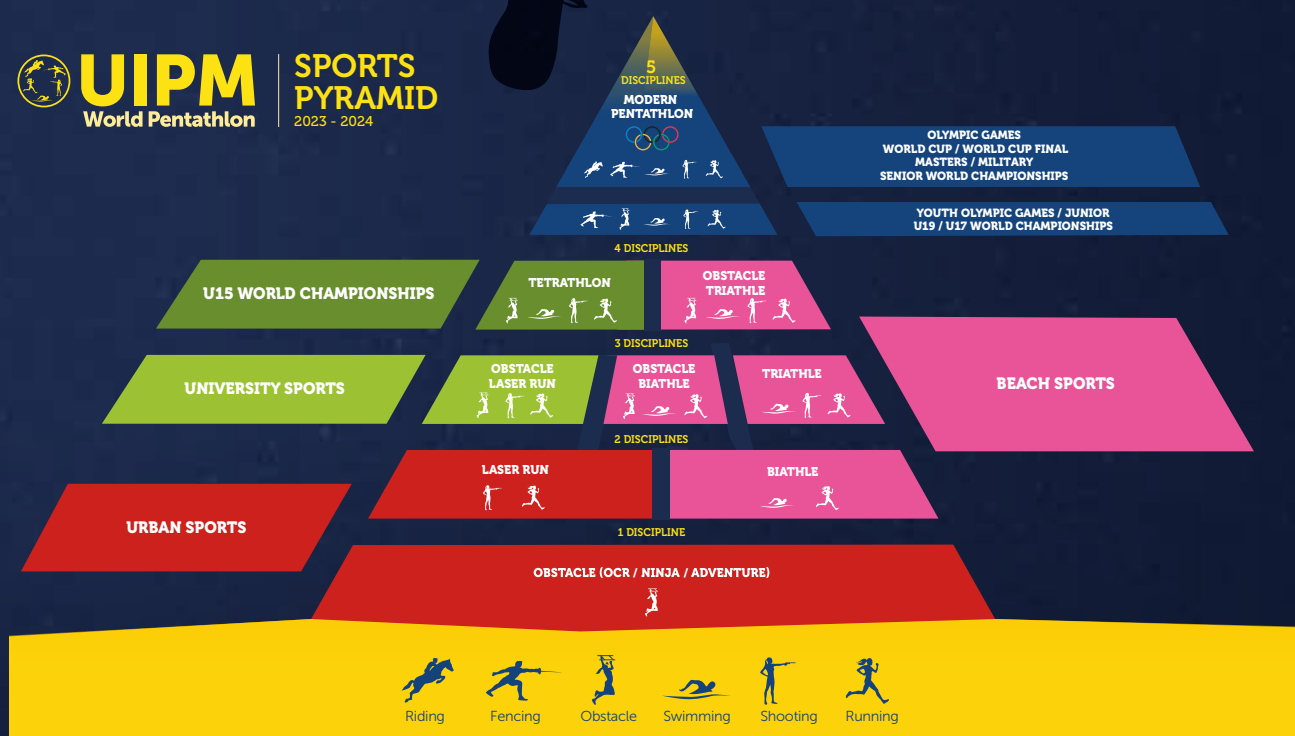 UIPM
World Pentathlon
SPORTS
PYRAMID
2023 - 2024
5
DISCIPLINES
MODERN
PENTATHLON
OLYMPIC GAMES
WORLD CUP / WORLD CUP FINAL
MASTERS / MILITARY
SENIOR WORLD CHAMPIONSHIPS
YOUTH OLYMPIC GAMES / JUNIOR
U19 / U17 WORLD CHAMPIONSHIPS
4 DISCIPLINES
U15 WORLD CHAMPIONSHIPS
TETRATHLON
OBSTACLE
TRIATHLE
3 DISCIPLINES
UNIVERSITY SPORTS
OBSTACLE
LASER RUN
OBSTACLE
BIATHLE
TRIATHLE
BEACH SPORTS
2 DISCIPLINES
LASER RUN
BIATHLE
URBAN SPORTS
1 DISCIPLINE
OBSTACLE (OCR / NINJA / ADVENTURE)
Riding
Fencing
Obstacle
Swimming
Shooting
Running